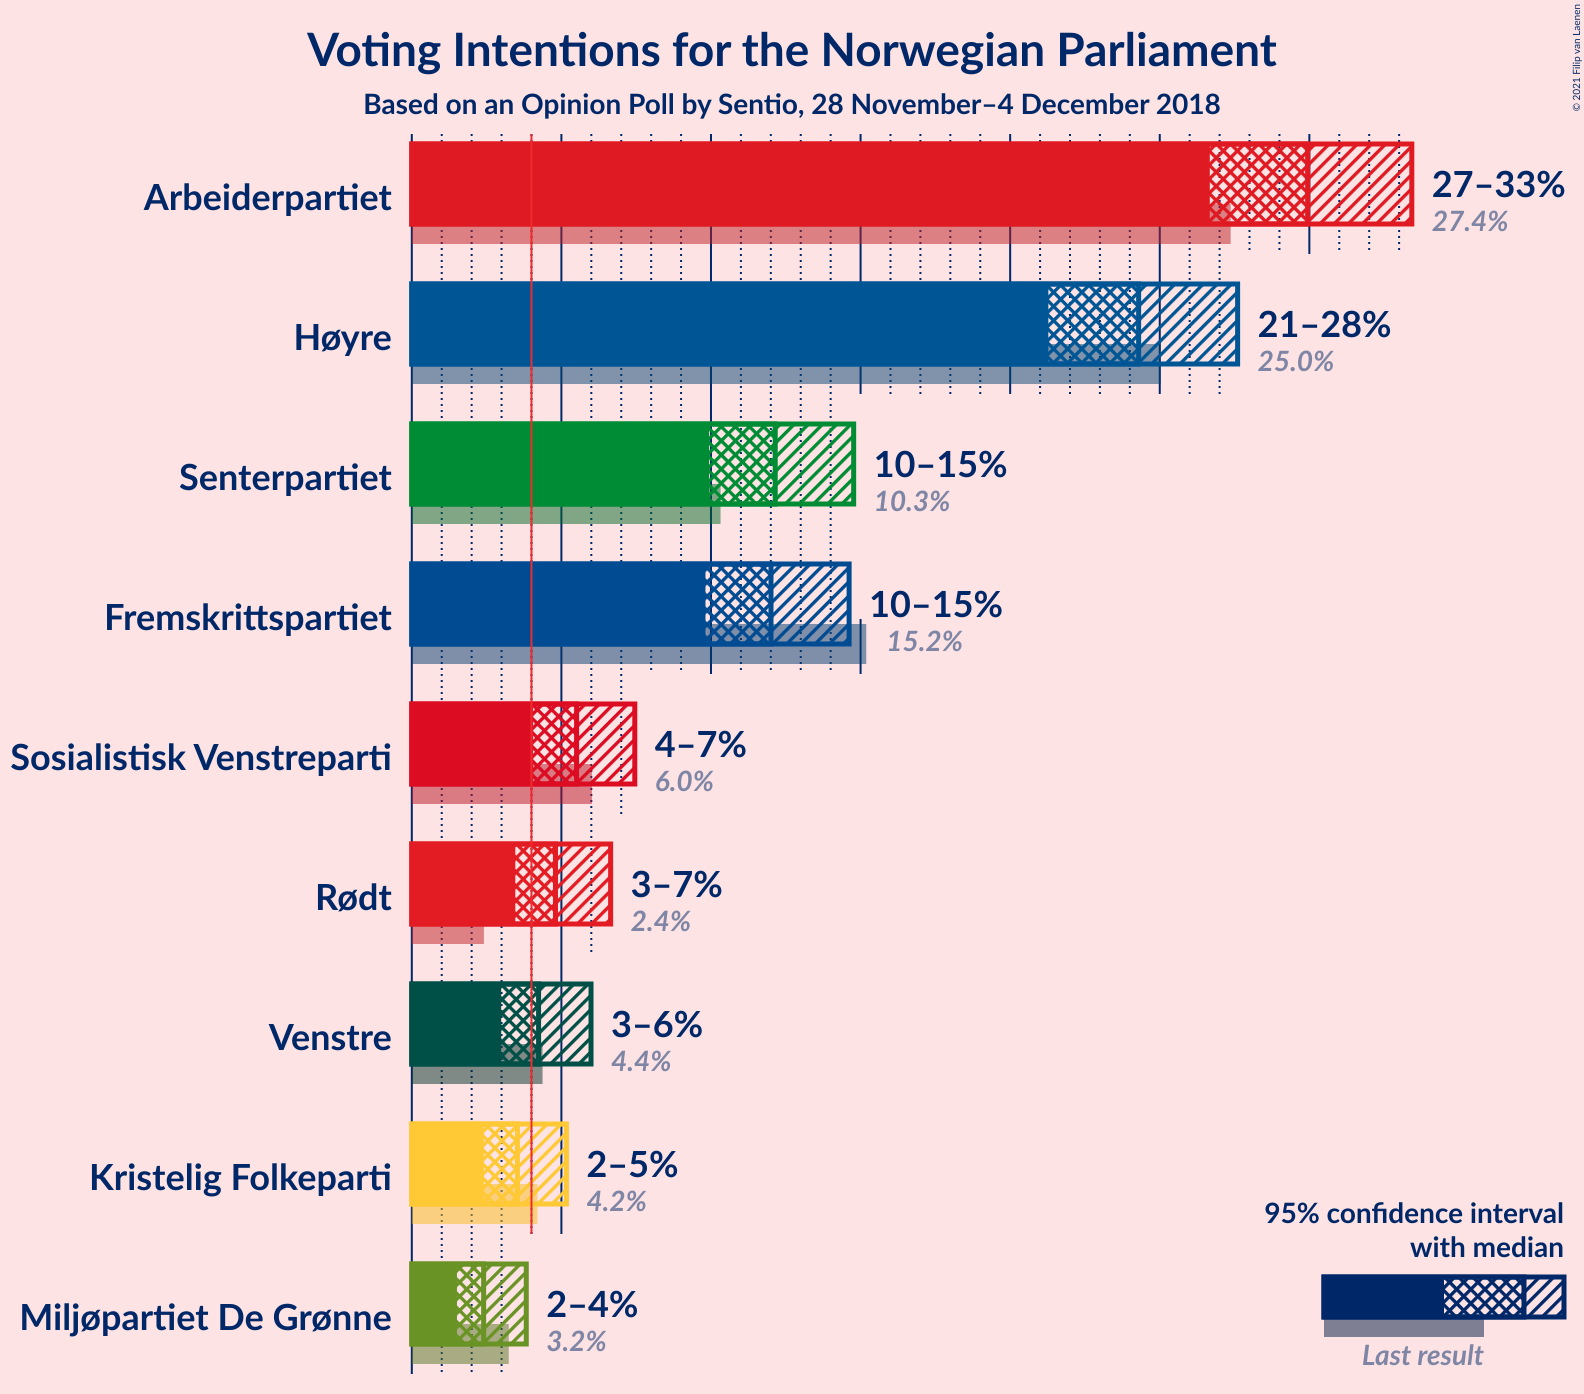 Voting Intentions for the Norwegian Parliament
Based on an Opinion Poll by Sentio, 28 November–4 December 2018
© 2021 Filip van Laenen
Arbeiderpartiet
27–33%
27.4%
Høyre
21–28%
25.0%
Senterpartiet
10–15%
10.3%
Fremskrittspartiet
10–15%
15.2%
Sosialistisk Venstreparti
4–7%
6.0%
Rødt
3–7%
2.4%
Venstre
3–6%
4.4%
Kristelig Folkeparti
2–5%
4.2%
Miljøpartiet De Grønne
2–4%
3.2%
95% confidence interval
with median
Last result